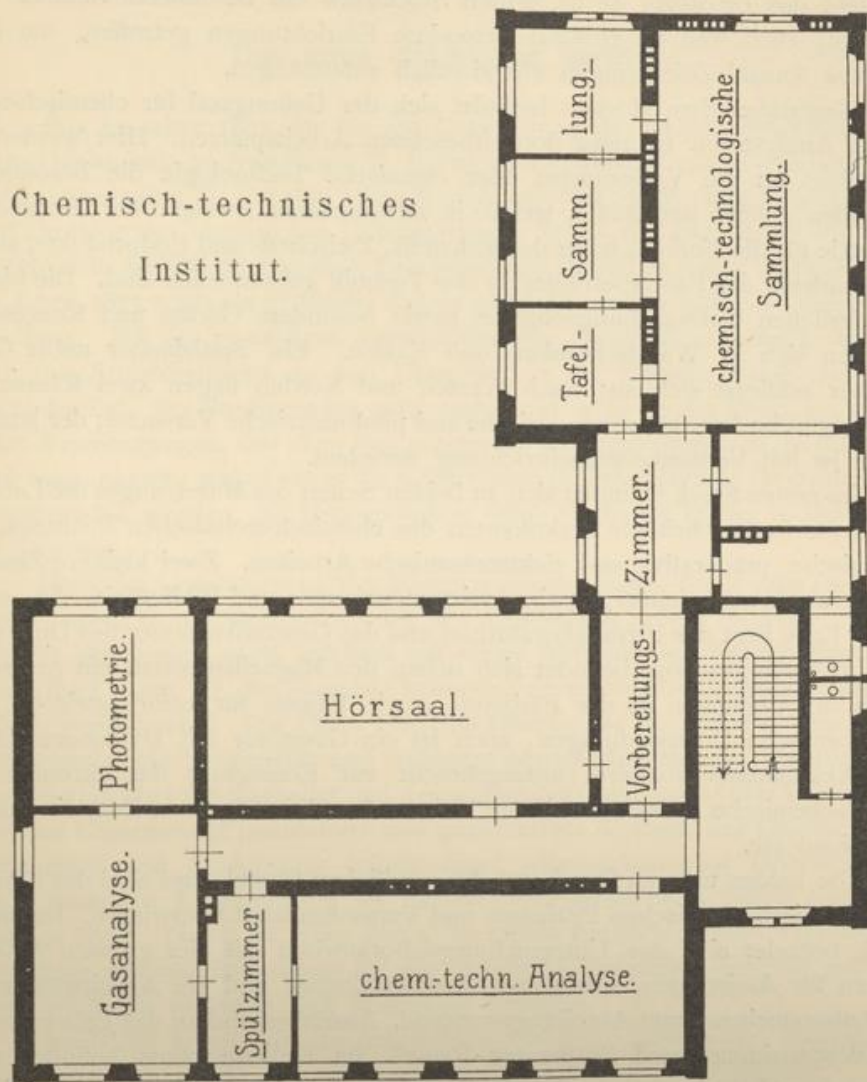 Chemisch-technisches
Institut.
Tafel- Samm- lung.
chemisch-technologische
Sammlung.
Vorbereitungs- Zimmer.
Photometrie.
Hörsaal.
Gasanalyse.
Spülzimmer
chem.-techn. Analyse.